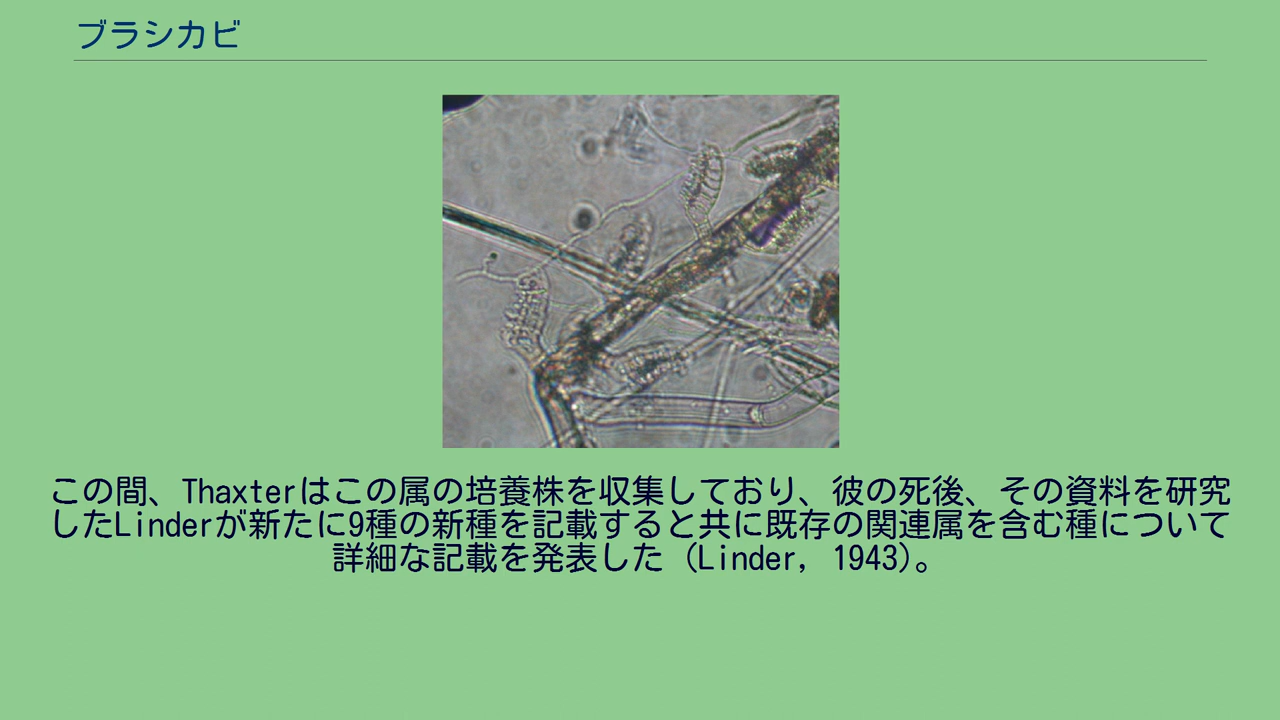 ブラシカビ
この間、Thaxterはこの属の培養株を収集しており、彼の死後、その資料を研究
したLinderが新たに9種の新種を記載すると共に既存の関連属を含む種について
詳細な記載を発表した (Linder, 1943)。